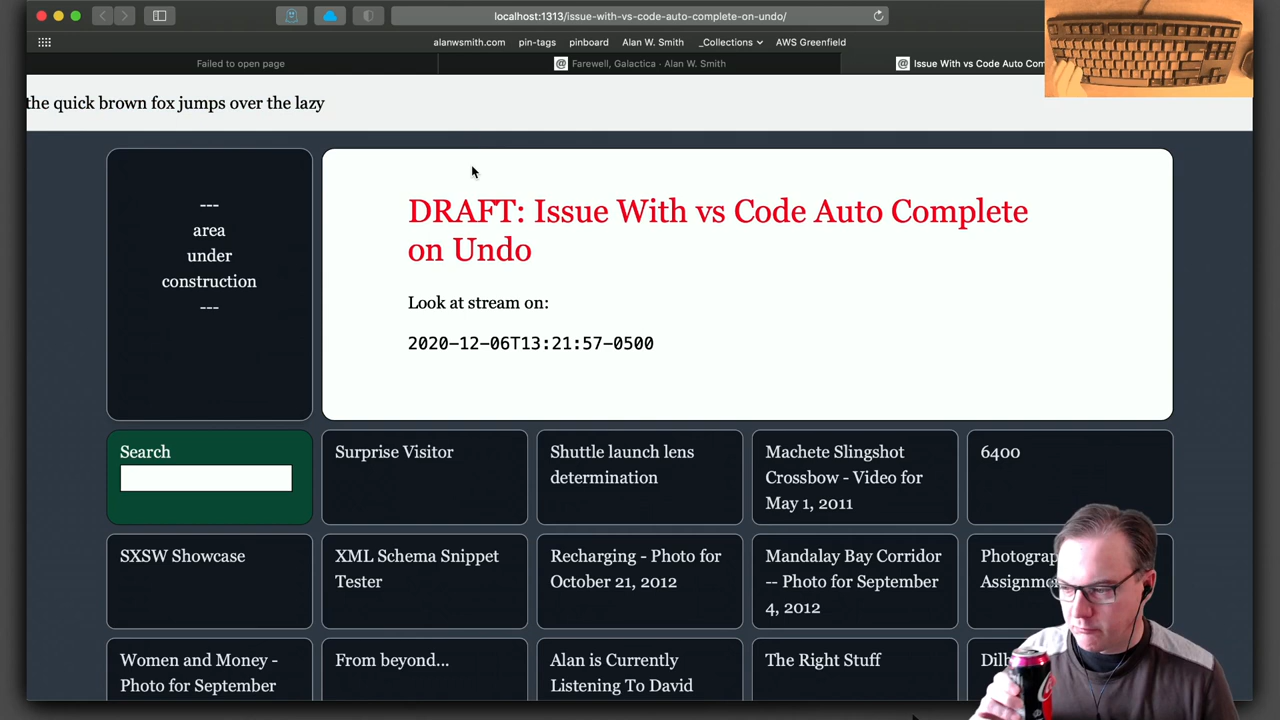 localhost:1313/issue-with-vs-code-auto-complete-on-undo/
alanwsmith.com pin-tags pinboard Alan W. Smith _Collections AWS Greenfield
Failed to open page
@ Farewell, Galactica · Alan W. Smith
@ Issue With vs Code Auto Com
the quick brown fox jumps over the lazy
---
area
under
construction
---
DRAFT: Issue With vs Code Auto Complete
on Undo
Look at stream on:
2020-12-06T13:21:57-0500
Search
Surprise Visitor
Shuttle launch lens
determination
Machete Slingshot
Crossbow - Video for
May 1, 2011
6400
SXSW Showcase
XML Schema Snippet
Tester
Recharging - Photo for
October 21, 2012
Mandalay Bay Corridor
-- Photo for September
4, 2012
Photograp
Assignm
Women and Money -
Photo for September
From beyond...
Alan is Currently
Listening To David
The Right Stuff
Dilb